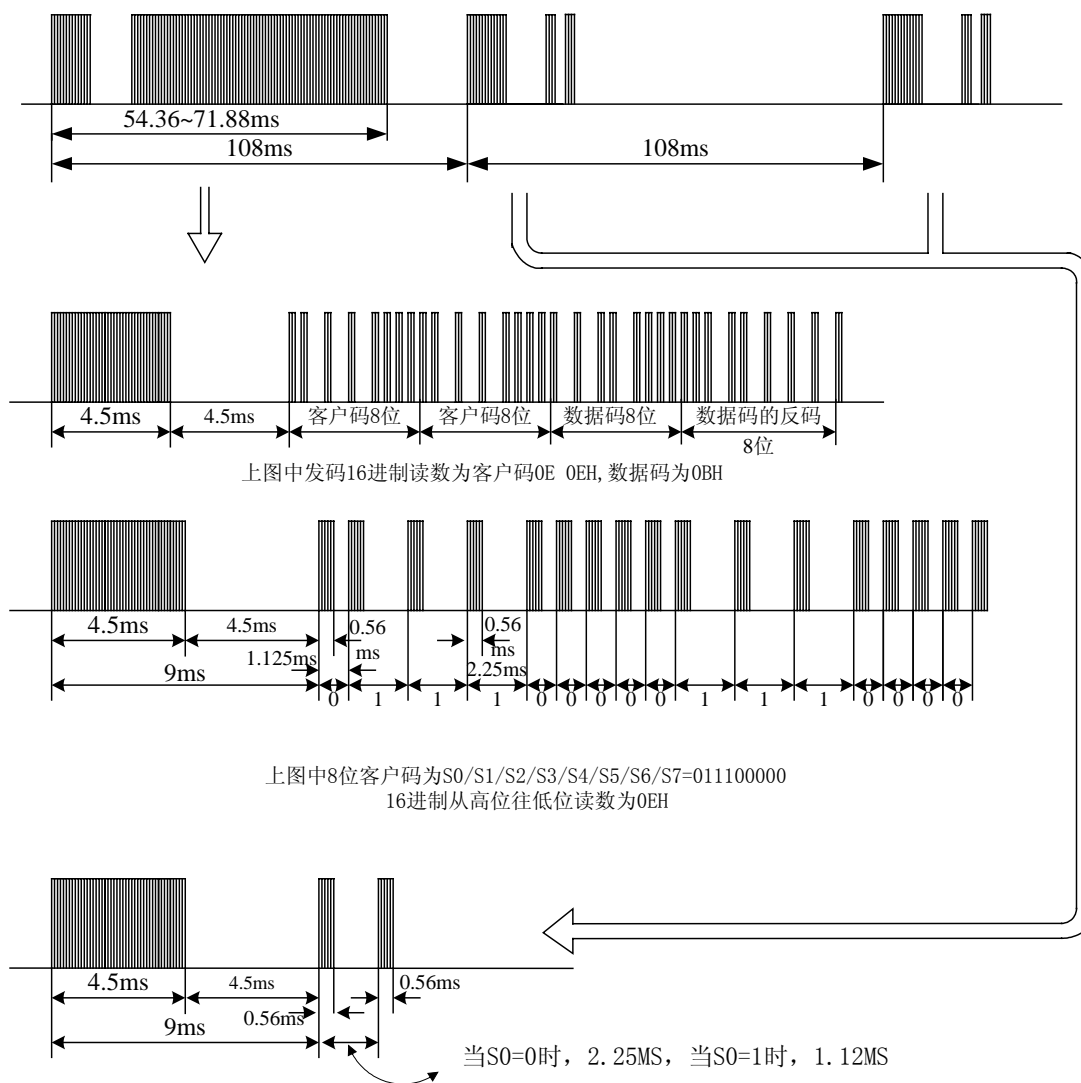 54.36~71.88ms
108ms
108ms
4.5ms
4.5ms
客户码8位
客户码8位
数据码8位
数据码的反码
8位
上图中发码16进制读数为客户码0E 0EH,数据码为0BH
4.5ms
4.5ms
0.56
ms
0.56
ms
1.125ms
2.25ms
9ms
0 1 1 1 0 0 0 0 0 1 1 1 0 0 0 0
上图中8位客户码为S0/S1/S2/S3/S4/S5/S6/S7=011100000
16进制从高位往低位读数为0EH
4.5ms
4.5ms
0.56ms
0.56ms
9ms
当S0=0时，2.25MS，当S0=1时，1.12MS